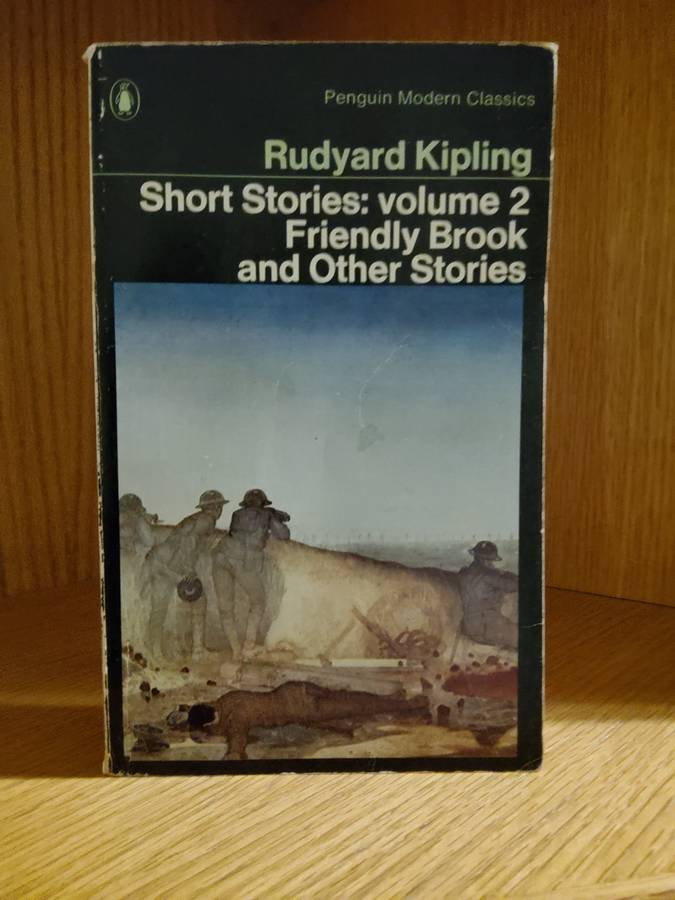 Penguin Modern Classics
Rudyard Kipling
Short Stories: volume 2
Friendly Brook
and Other Stories